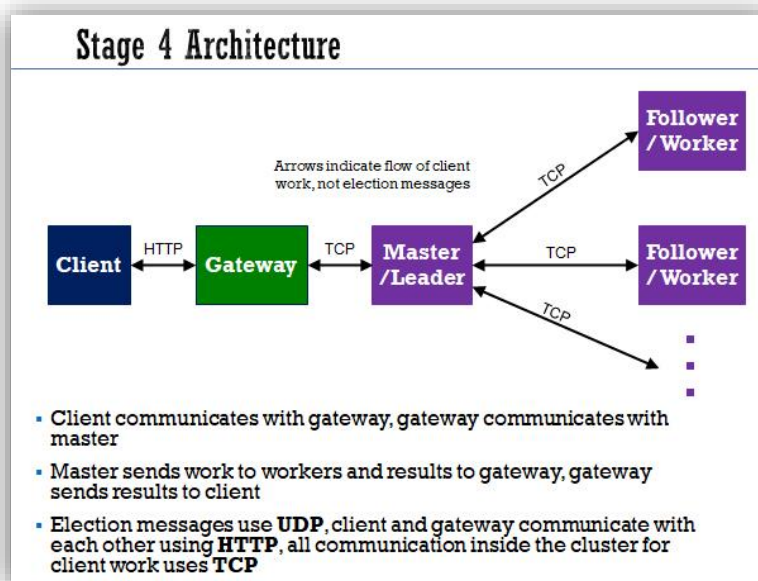 Stage 4 Architecture
Follower
/Worker
Arrows indicate flow of client
work, not election messages
TCP
Client
HTTP
Gateway
TCP
Master
/Leader
TCP
Follower
/Worker
TCP
Client communicates with gateway, gateway communicates with
master
Master sends work to workers and results to gateway, gateway
sends results to client
Election messages use UDP, client and gateway communicate with
each other using HTTP, all communication inside the cluster for
client work uses TCP